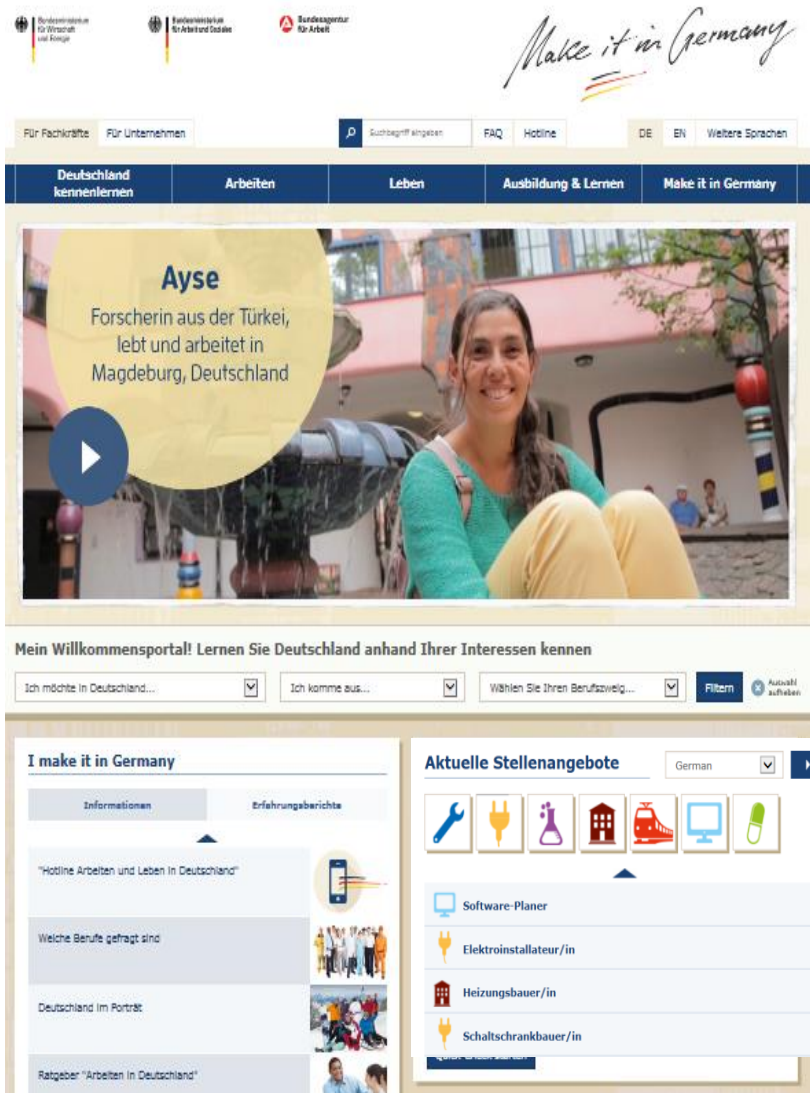 Bundesministerium
für Wirtschaft
und Energie
Bundesministerium
für Arbeit und Soziales
Bundesagentur
für Arbeit
Make it in Germany
Für Fachkräfte
Für Unternehmen
Suchbegriff eingeben
FAQ
Hotline
DE
EN
Weitere Sprachen
Deutschland
kennenlernen
Arbeiten
Leben
Ausbildung & Lernen
Make it in Germany
Ayse
Forscherin aus der Türkei,
lebt und arbeitet in
Magdeburg, Deutschland
Mein Willkommensportal! Lernen Sie Deutschland anhand Ihrer Interessen kennen
Ich möchte in Deutschland...
Ich komme aus...
Wählen Sie Ihren Berufszweig...
Filtern
Auswahl
aufheben
I make it in Germany
Informationen
Erfahrungsberichte
"Hotline Arbeiten und Leben in Deutschland"
Welche Berufe gefragt sind
Deutschland im Porträt
Ratgeber "Arbeiten in Deutschland"
Aktuelle Stellenangebote
German
Software-Planer
Elektroinstallateur/in
Heizungsbauer/in
Schaltschrankbauer/in